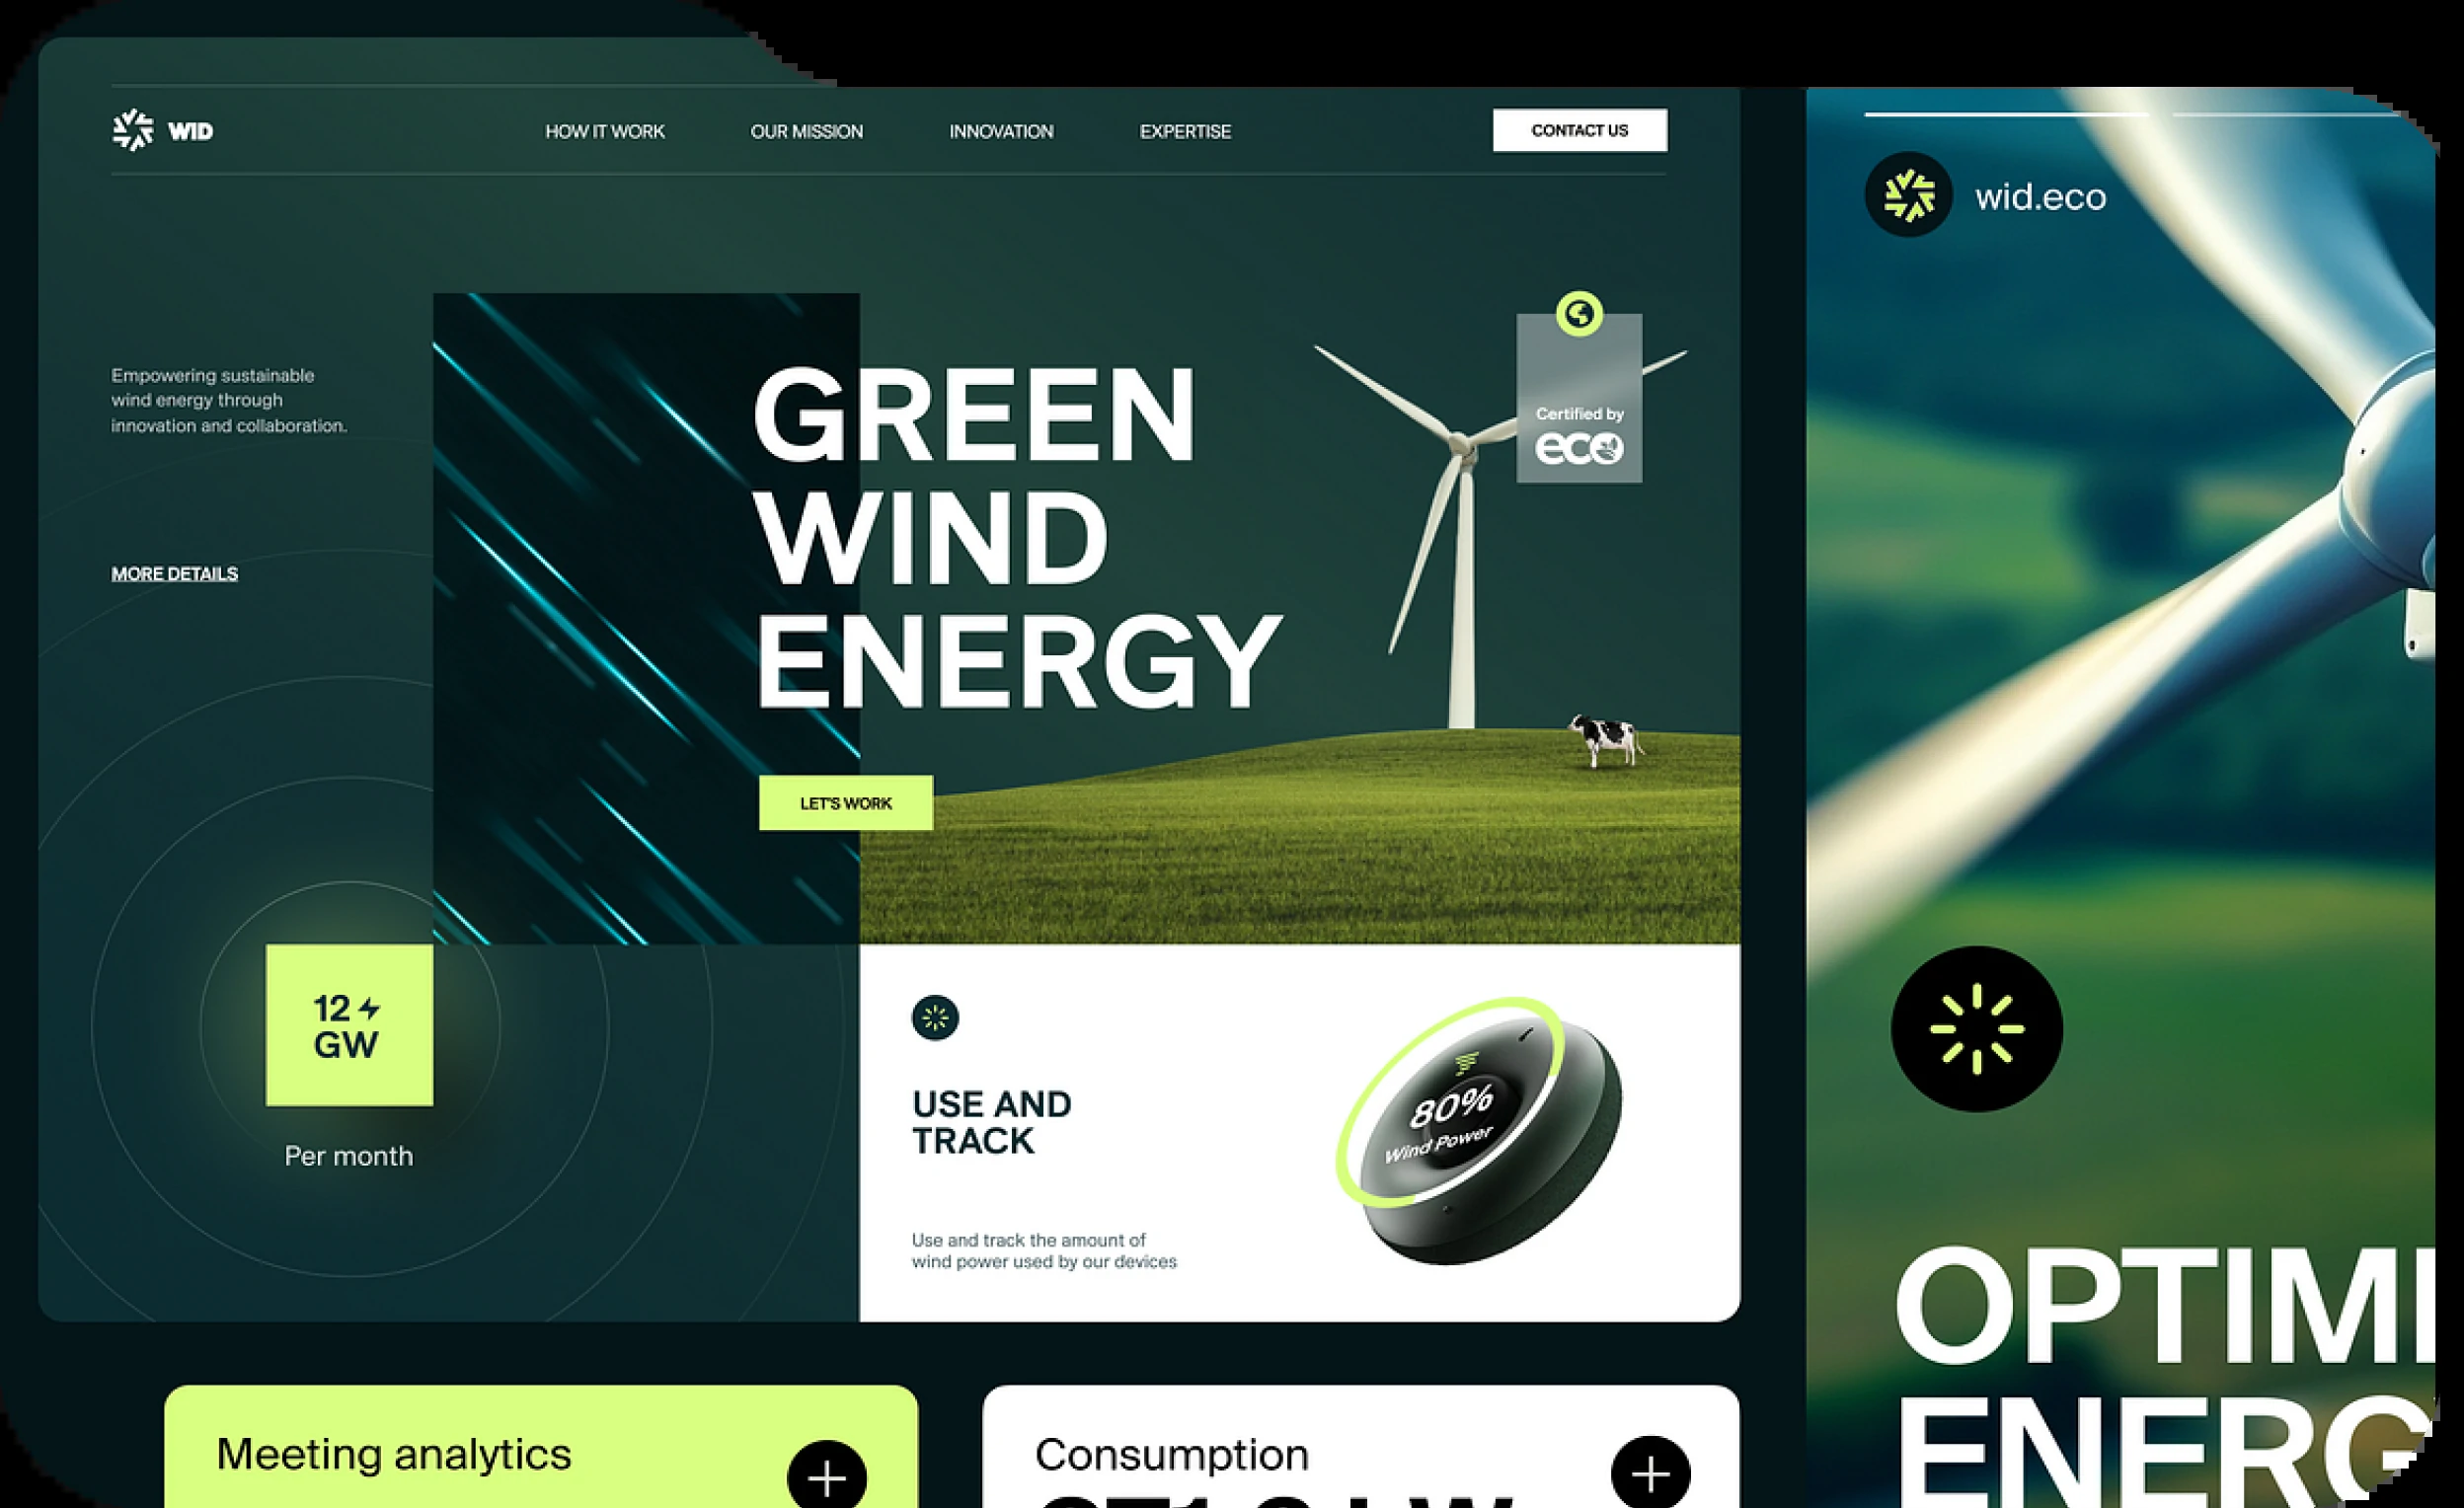 WID
HOW IT WORK
OUR MISSION
INNOVATION
EXPERTISE
CONTACT US
Empowering sustainable
wind energy through
innovation and collaboration.
MORE DETAILS
GREEN
WIND
ENERGY
LET'S WORK
Certified by
eco
12
GW
Per month
USE AND
TRACK
Use and track the amount of
wind power used by our devices
80%
Wind Power
Meeting analytics
Consumption
wid.eco
OPTIMI
ENERG